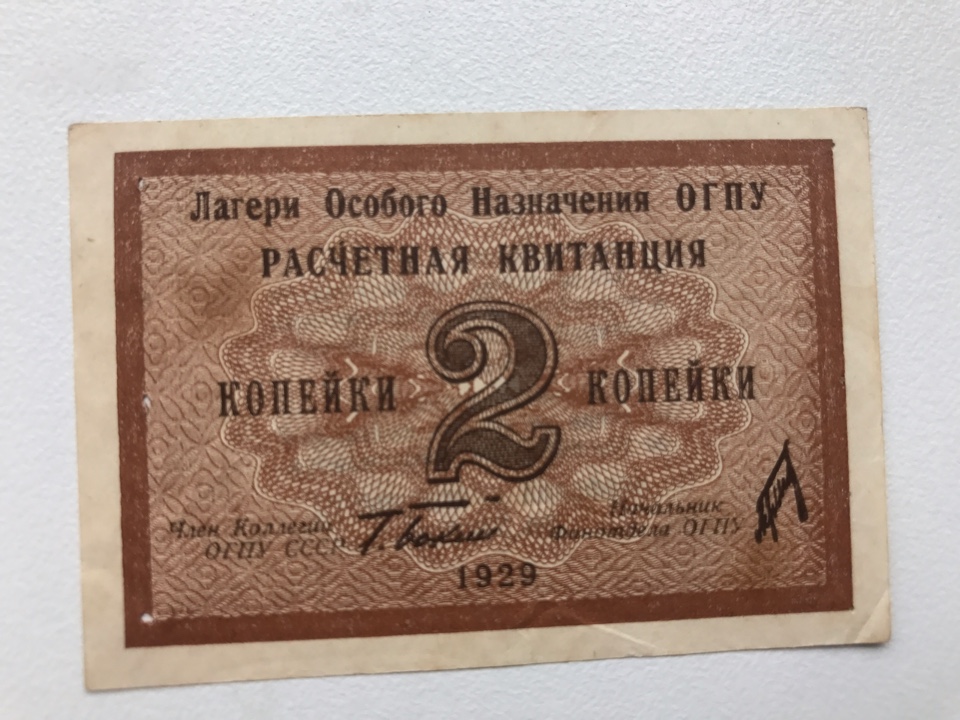 Лагери Особого Назначения ОГПУ
РАСЧЕТНАЯ КВИТАНЦИЯ
2
КОПЕЙКИ КОПЕЙКИ
Член Коллегии
ОГПУ СССР
Начальник
Финотдела ОГПУ
1929